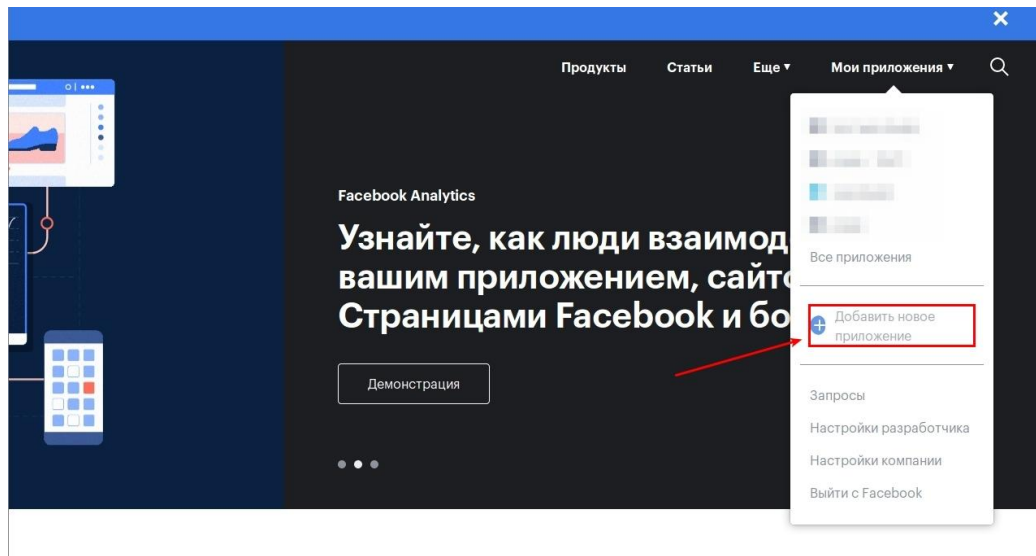 Продукты Статьи Еще Мои приложения
Facebook Analytics
Узнайте, как люди взаимод
вашим приложением, сайто
Страницами Facebook и бо
Демонстрация
Все приложения
Добавить новое
приложение
Запросы
Настройки разработчика
Настройки компании
Выйти с Facebook